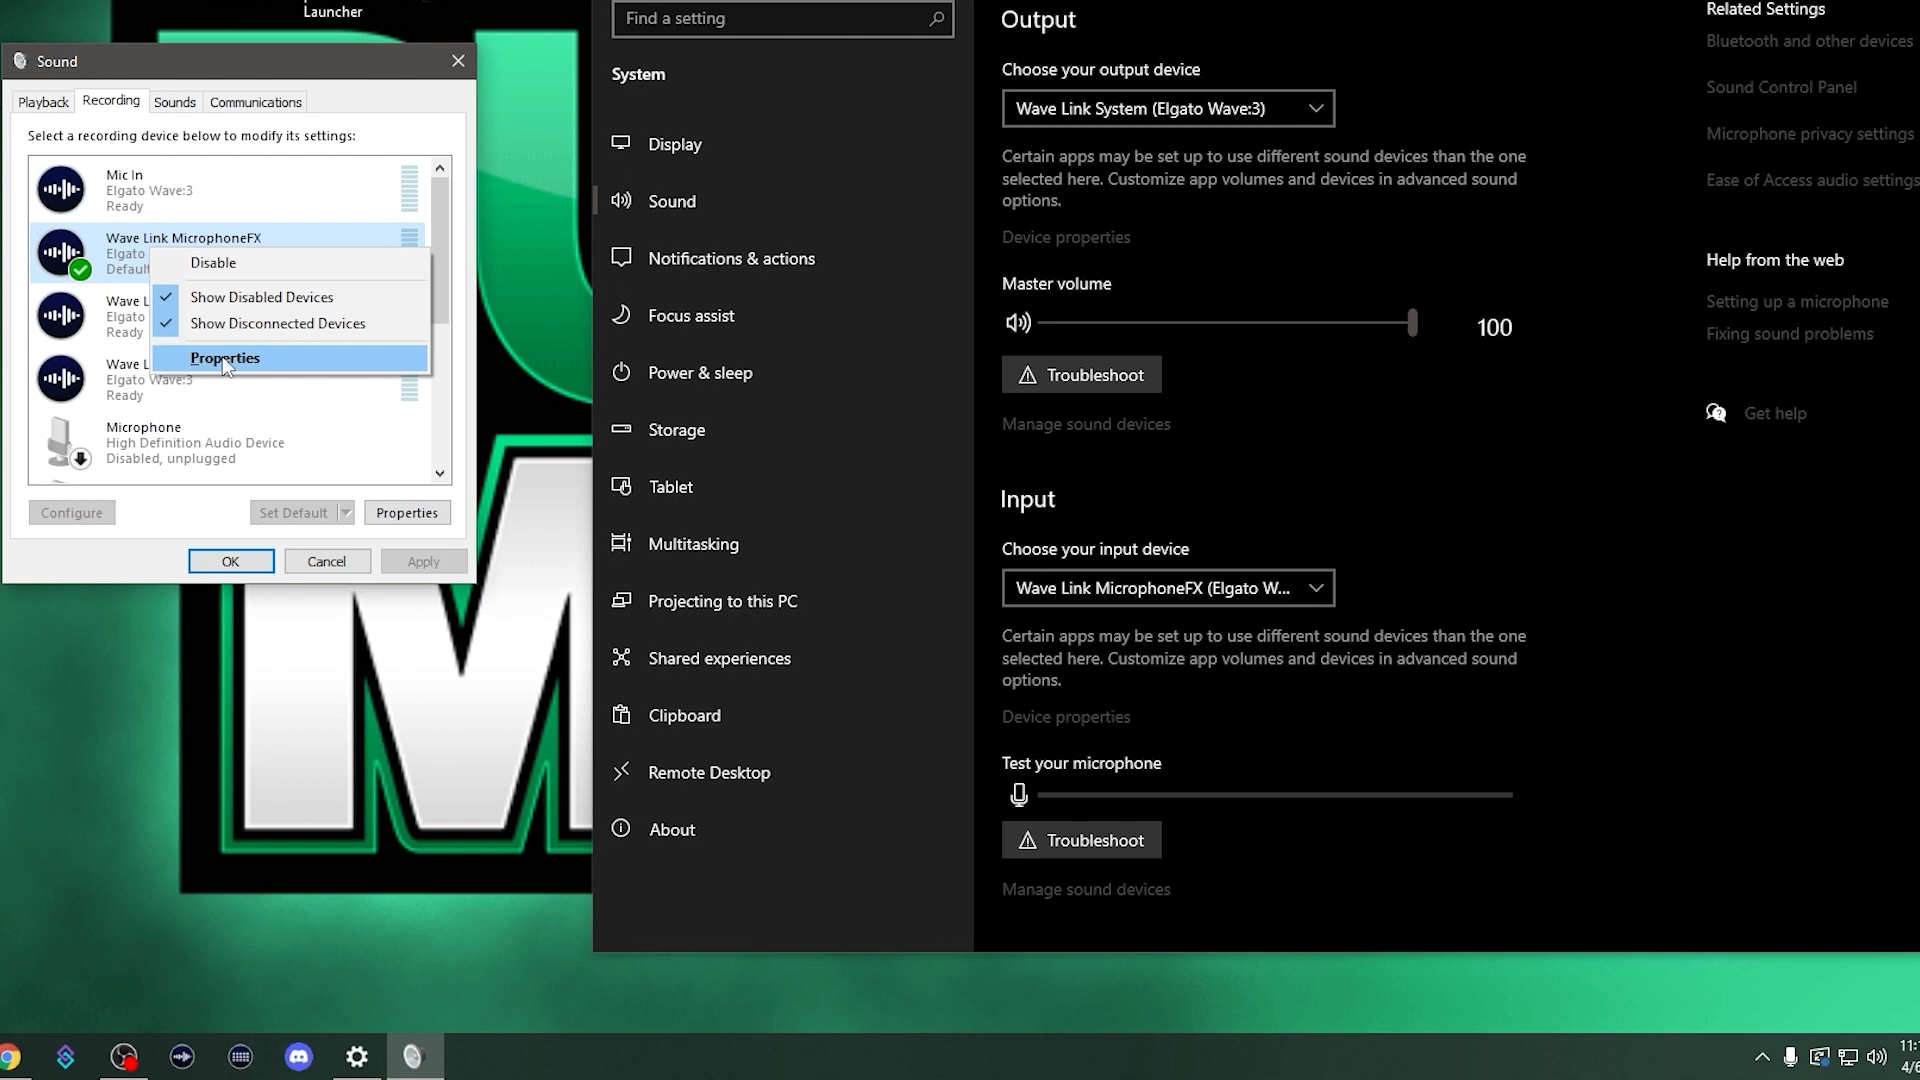 Launcher
Sound
Playback
Recording
Sounds
Communications
Select a recording device below to modify its settings:
Mic In
Elgato Wave:3
Ready
Wave Link MicrophoneFX
Elgato
Default
Disable
Show Disabled Devices
Show Disconnected Devices
Properties
Wave L
Elgato
Ready
Wave L
Elgato Wave:3
Ready
Microphone
High Definition Audio Device
Disabled, unplugged
Configure
Set Default
Properties
OK
Cancel
Apply
Find a setting
System
Display
Sound
Notifications & actions
Focus assist
Power & sleep
Storage
Tablet
Multitasking
Projecting to this PC
Shared experiences
Clipboard
Remote Desktop
About
Output
Choose your output device
Wave Link System (Elgato Wave:3)
Certain apps may be set up to use different sound devices than the one
selected here. Customize app volumes and devices in advanced sound
options.
Device properties
Master volume
100
Troubleshoot
Manage sound devices
Input
Choose your input device
Wave Link MicrophoneFX (Elgato W...
Certain apps may be set up to use different sound devices than the one
selected here. Customize app volumes and devices in advanced sound
options.
Device properties
Test your microphone
Troubleshoot
Manage sound devices
Related Settings
Bluetooth and other devices
Sound Control Panel
Microphone privacy settings
Ease of Access audio settings
Help from the web
Setting up a microphone
Fixing sound problems
Get help
M
11:
4/6